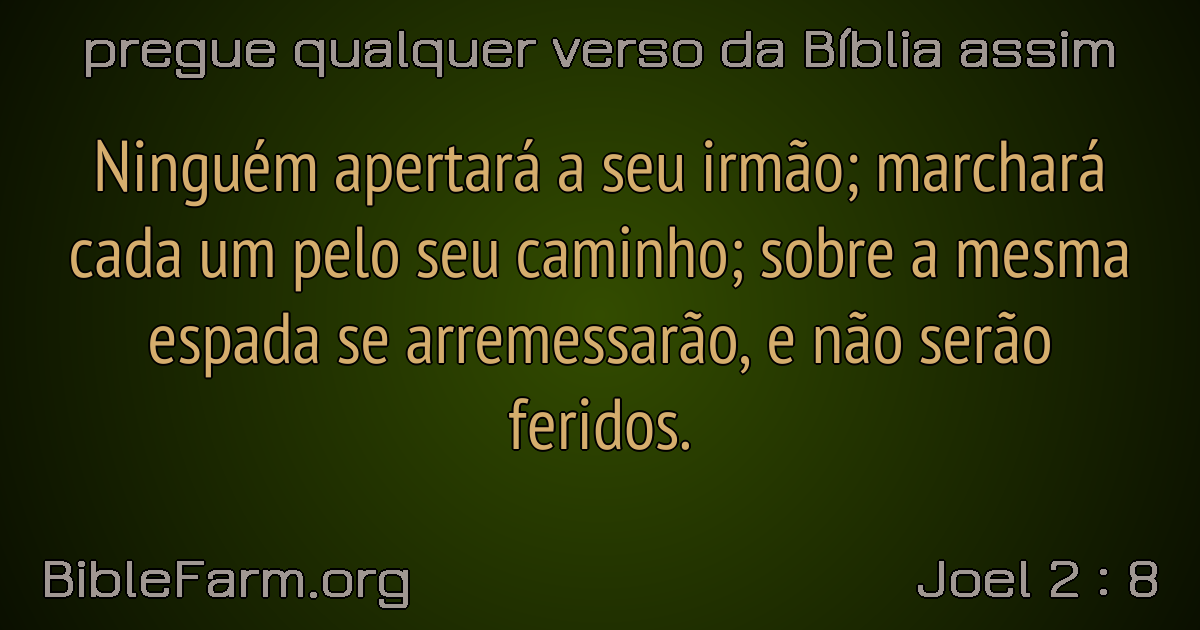 pregue qualquer verso da Bíblia assim
Ninguém apertará a seu irmão; marchará
cada um pelo seu caminho; sobre a mesma
espada se arremessarão, e não serão
feridos.
BibleFarm.org
Joel 2 : 8